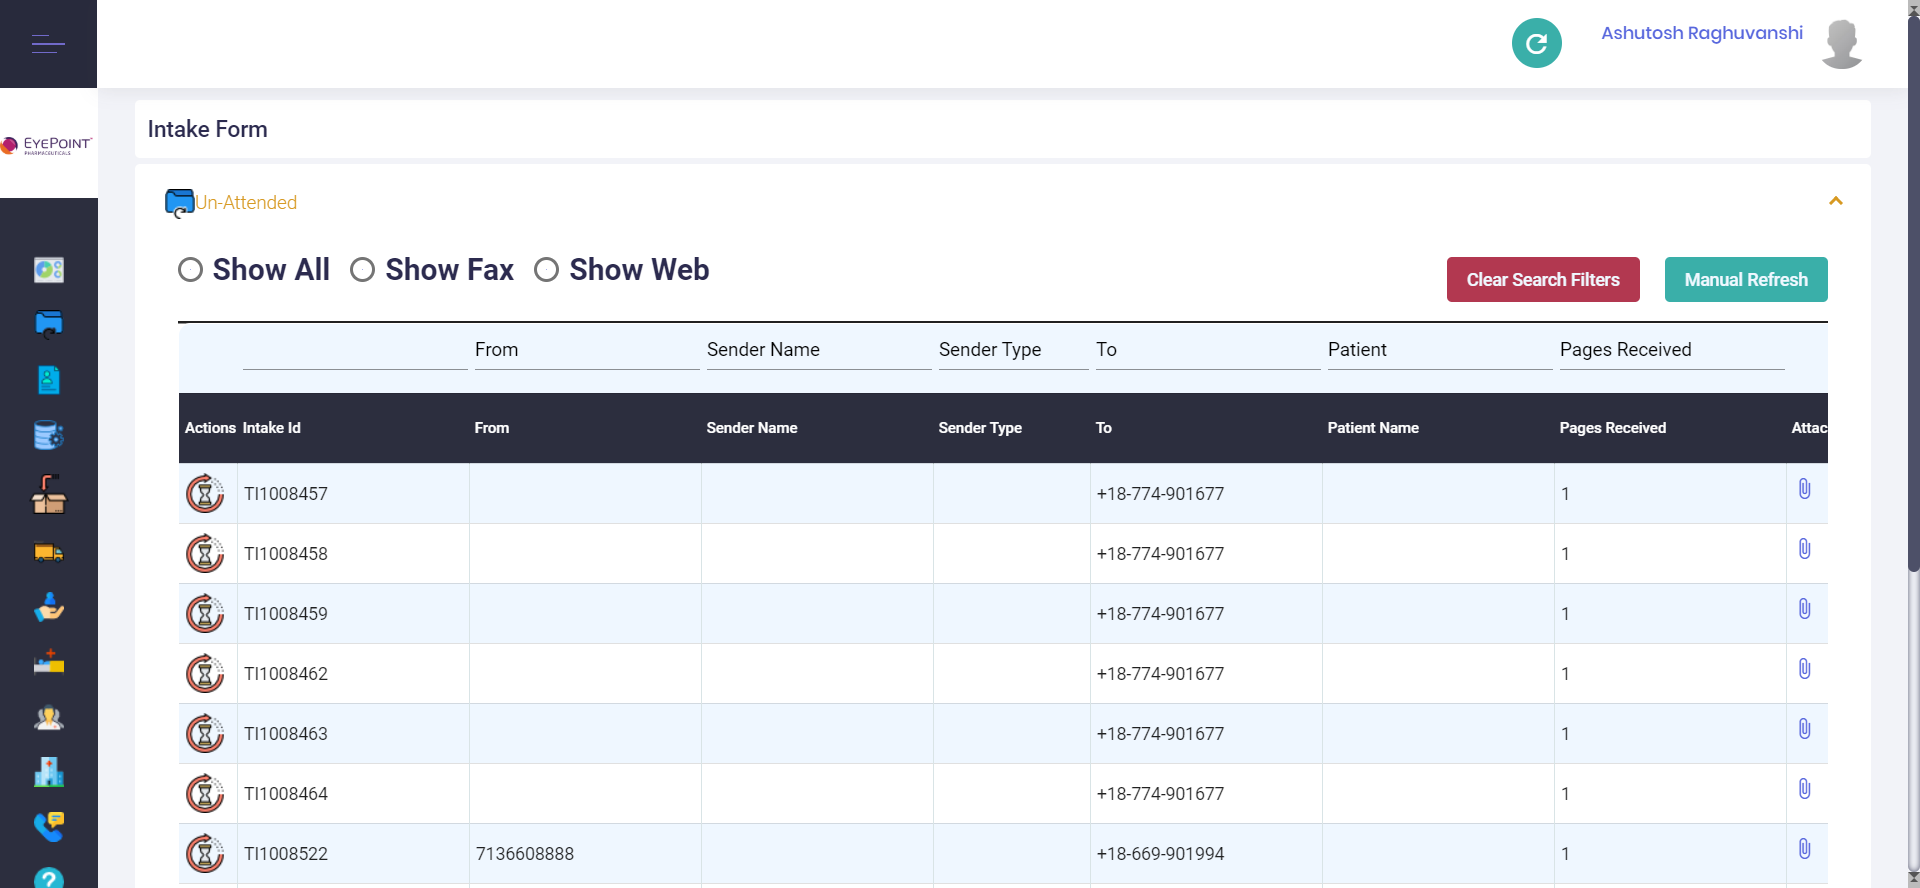 Ashutosh Raghuvanshi
EYEPOINT
PHARMACEUTICALS
Intake Form
Un-Attended
Show All Show Fax Show Web
Clear Search Filters Manual Refresh
From Sender Name Sender Type To Patient Pages Received
Actions Intake Id From Sender Name Sender Type To Patient Name Pages Received Attac
TI1008457 +18-774-901677 1
TI1008458 +18-774-901677 1
TI1008459 +18-774-901677 1
TI1008462 +18-774-901677 1
TI1008463 +18-774-901677 1
TI1008464 +18-774-901677 1
TI1008522 7136608888 +18-669-901994 1